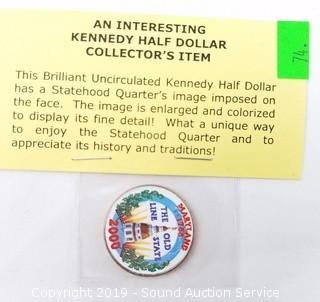 AN INTERESTING
KENNEDY HALF DOLLAR
COLLECTOR'S ITEM
74.
This Brilliant Uncirculated Kennedy Half Dollar
has a Statehood Quarter's image imposed on
the face. The image is enlarged and colorized
to display its fine detail! What a unique way
to enjoy the Statehood Quarter and to
appreciate its history and traditions!
MARYLAND
THE OLD
LINE STATE
2000
Copyright 2019 - Sound Auction Service